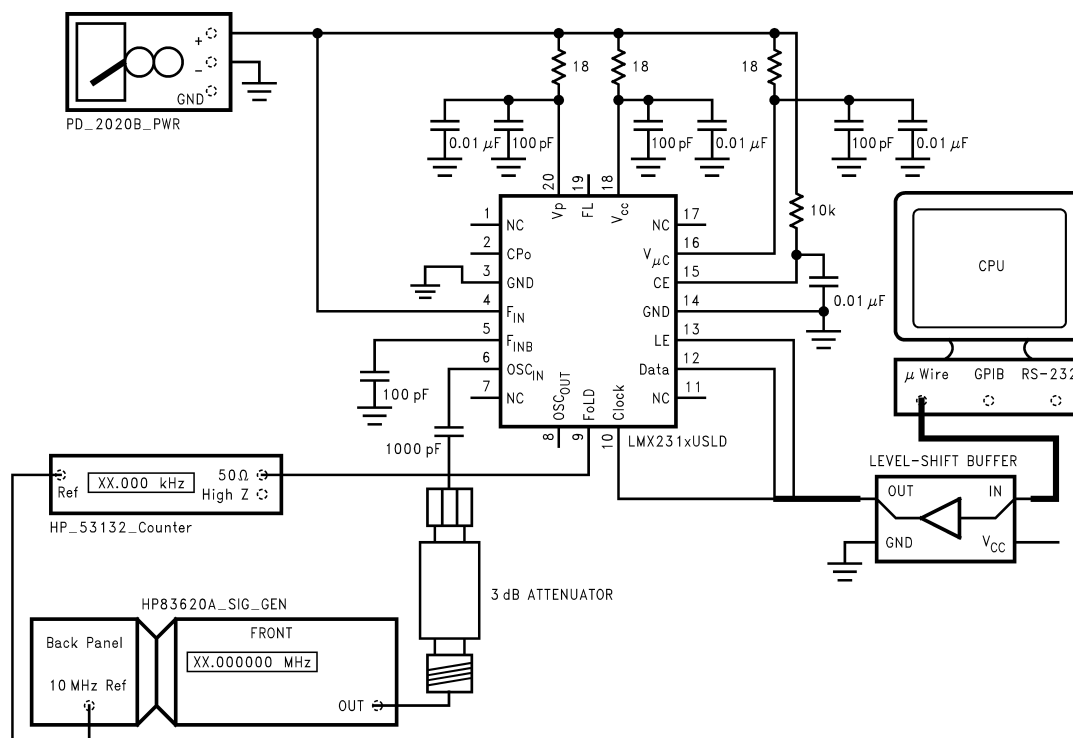 +
−
GND
PD_2020B_PWR
18
18
18
0.01 μF
100 pF
100 pF
0.01 μF
100 pF
0.01 μF
20
19
18
Vp
FL
Vcc
1
NC
2
CPo
3
GND
4
FIN
5
FINB
6
OSCIN
7
NC
17
NC
16
VμC
15
CE
14
GND
13
LE
12
Data
11
NC
OSCOUT
FoLD
Clock
8
9
10
LMX231xUSLD
10k
0.01 μF
100 pF
1000 pF
CPU
μ Wire
GPIB
RS-232
LEVEL-SHIFT BUFFER
OUT
IN
GND
VCC
Ref
XX.000 kHz
50Ω
High Z
HP_53132_Counter
3 dB ATTENUATOR
HP83620A_SIG_GEN
Back Panel
10 MHz Ref
FRONT
XX.000000 MHz
OUT